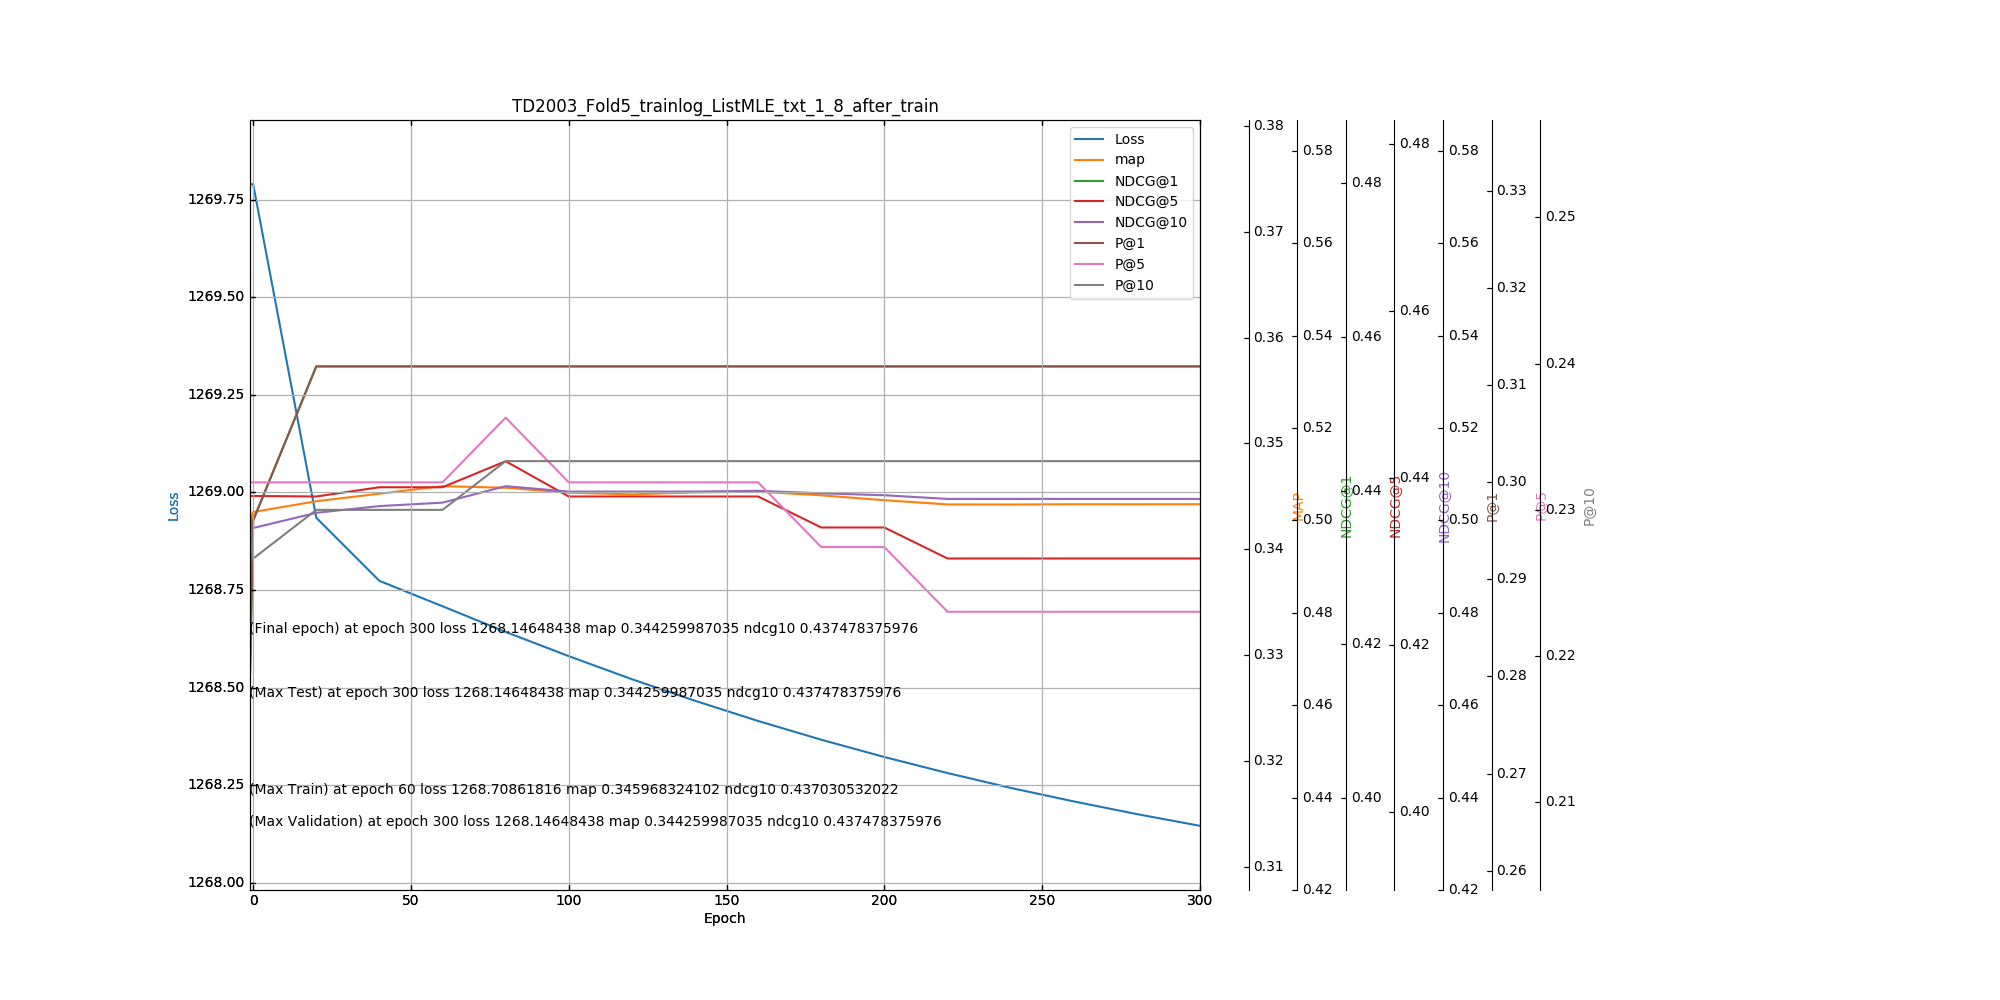 TD2003_Fold5_trainlog_ListMLE_txt_1_8_after_train
Loss
map
NDCG@1
NDCG@5
NDCG@10
P@1
P@5
P@10
1269.75
1269.50
1269.25
1269.00
1268.75
1268.50
1268.25
1268.00
Loss
(Final epoch) at epoch 300 loss 1268.14648438 map 0.344259987035 ndcg10 0.437478375976
(Max Test) at epoch 300 loss 1268.14648438 map 0.344259987035 ndcg10 0.437478375976
(Max Train) at epoch 60 loss 1268.70861816 map 0.345968324102 ndcg10 0.437030532022
(Max Validation) at epoch 300 loss 1268.14648438 map 0.344259987035 ndcg10 0.437478375976
0 50 100 150 200 250 300
Epoch
0.38
0.37
0.36
0.35
0.34
0.33
0.32
0.31
MAP
0.58
0.56
0.54
0.52
0.50
0.48
0.46
0.44
0.42
NDCG@1
0.48
0.46
0.44
0.42
0.40
NDCG@5
0.48
0.46
0.44
0.42
0.40
NDCG@10
0.58
0.56
0.54
0.52
0.50
0.48
0.46
0.44
0.42
P@1
0.33
0.32
0.31
0.30
0.29
0.28
0.27
0.26
P@5
0.25
0.24
0.23
0.22
0.21
P@10